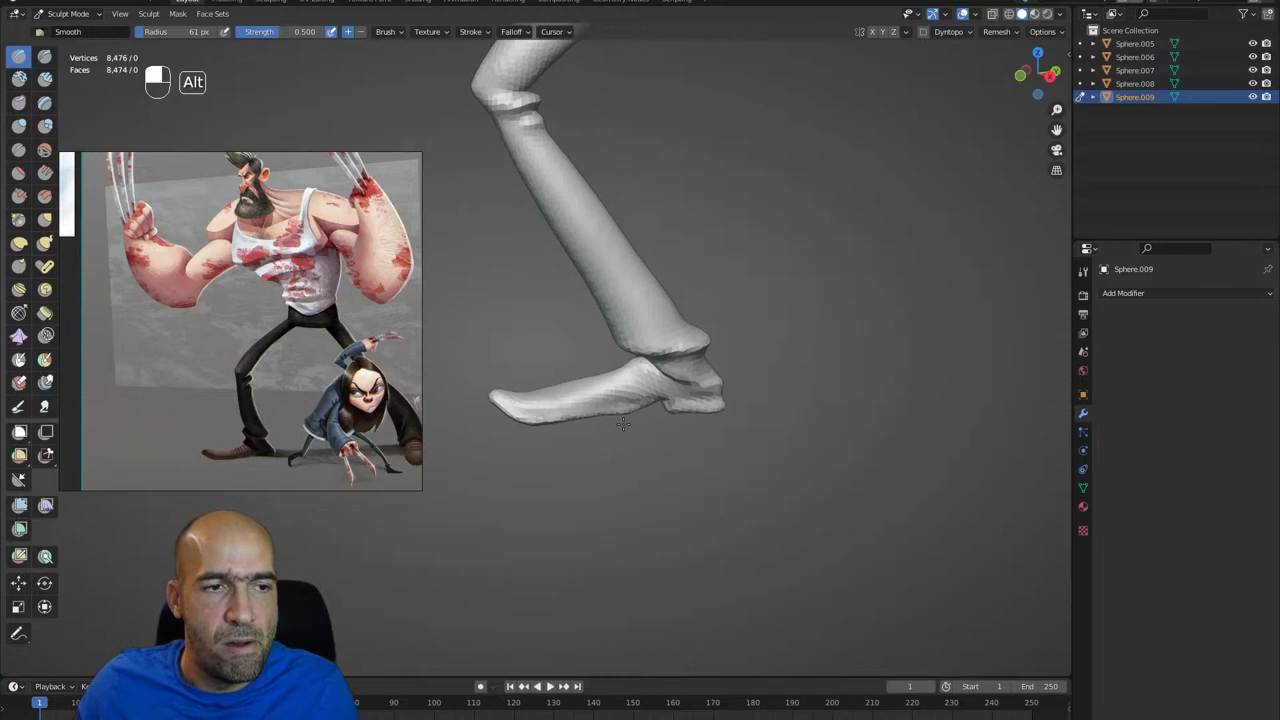 Sculpt Mode
View
Sculpt
Mask
Face Sets
Smooth
Radius
61 px
Strength
0.500
Brush
Texture
Stroke
Falloff
Cursor
X
Y
Z
Dyntopo
Remesh
Options
Vertices 8,476 / 0
Faces 8,474 / 0
Alt
Z
Y
X
Scene Collection
Sphere.005
Sphere.006
Sphere.007
Sphere.008
Sphere.009
Sphere.009
Add Modifier
Playback
1
Start
1
End
250
1
100
110
120
130
140
150
160
170
180
190
200
210
220
230
240
250